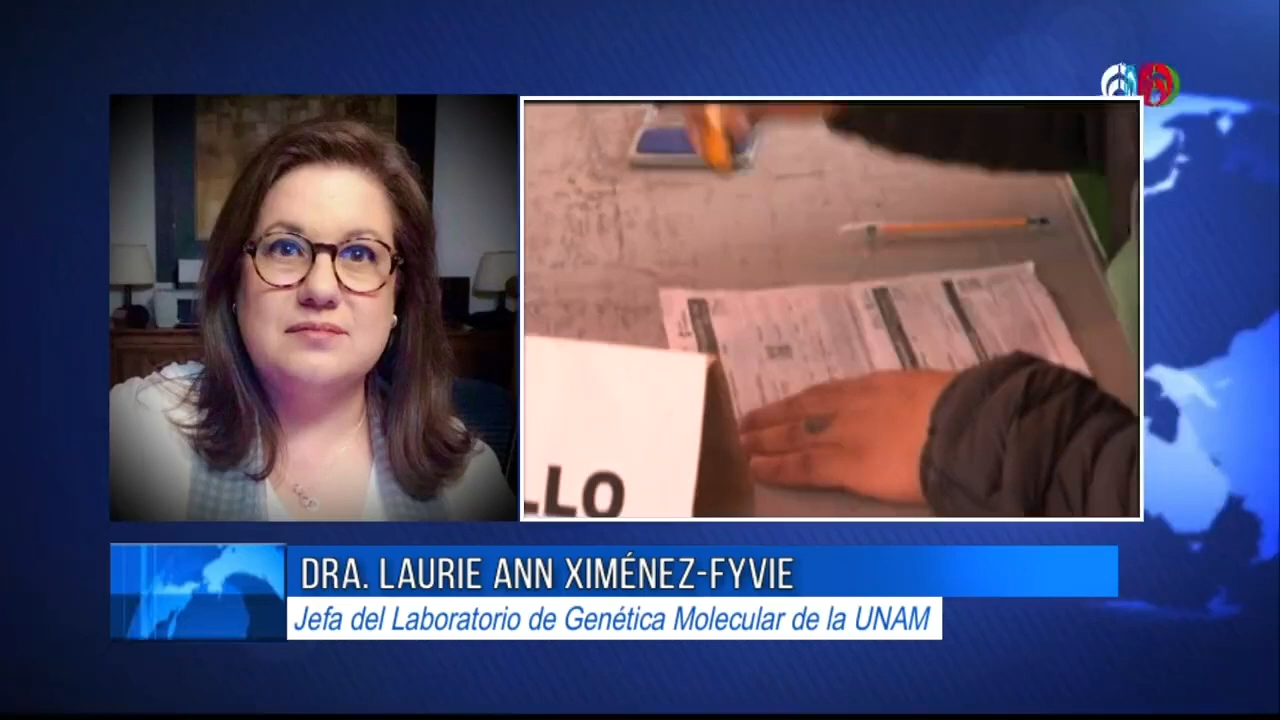 LLO
DRA. LAURIE ANN XIMÉNEZ-FYVIE
Jefa del Laboratorio de Genética Molecular de la UNAM